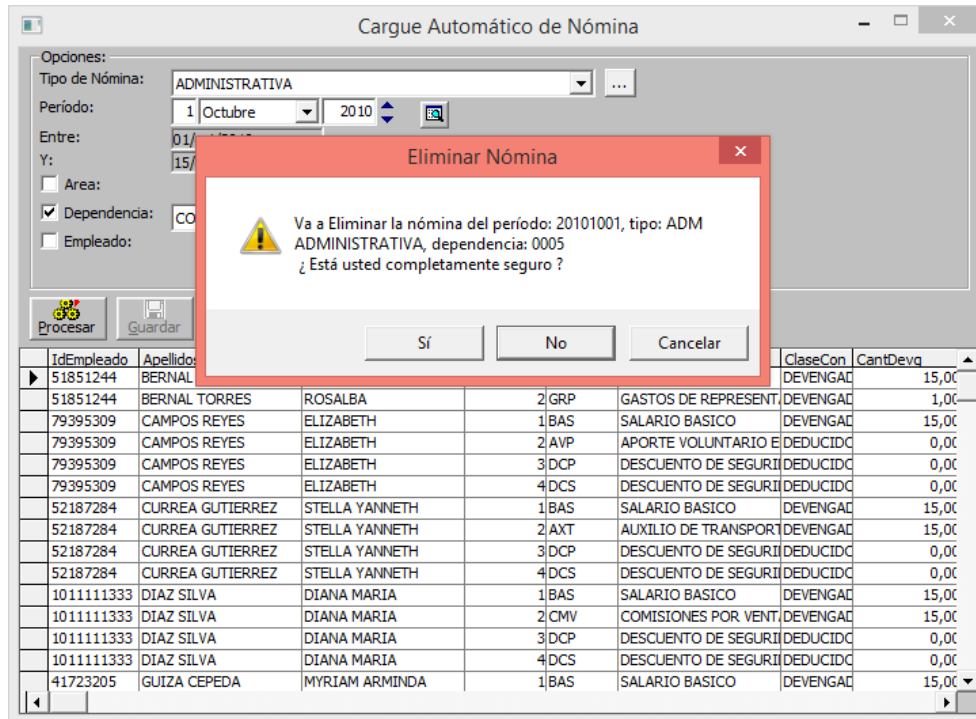 Cargue Automático de Nómina
Opciones:
Tipo de Nómina: ADMINISTRATIVA ...
Período: 1 Octubre 2010
Entre: 01/
Y: 15/
Area:
Dependencia: CO
Empleado:
Eliminar Nómina
Va a Eliminar la nómina del período: 20101001, tipo: ADM
ADMINISTRATIVA, dependencia: 0005
¿ Está usted completamente seguro ?
Sí No Cancelar
Procesar Guardar
IdEmpleado Apellidos ClaseCon CantDevg
51851244 BERNAL DEVENGAD 15,00
51851244 BERNAL TORRES ROSALBA 2 GRP GASTOS DE REPRESENT DEVENGAD 1,00
79395309 CAMPOS REYES ELIZABETH 1 BAS SALARIO BASICO DEVENGAD 15,00
79395309 CAMPOS REYES ELIZABETH 2 AVP APORTE VOLUNTARIO E DEDUCIDO 0,00
79395309 CAMPOS REYES ELIZABETH 3 DCP DESCUENTO DE SEGURI DEDUCIDO 0,00
79395309 CAMPOS REYES ELIZABETH 4 DCS DESCUENTO DE SEGURI DEDUCIDO 0,00
52187284 CURREA GUTIERREZ STELLA YANNETH 1 BAS SALARIO BASICO DEVENGAD 15,00
52187284 CURREA GUTIERREZ STELLA YANNETH 2 AXT AUXILIO DE TRANSPORT DEVENGAD 15,00
52187284 CURREA GUTIERREZ STELLA YANNETH 3 DCP DESCUENTO DE SEGURI DEDUCIDO 0,00
52187284 CURREA GUTIERREZ STELLA YANNETH 4 DCS DESCUENTO DE SEGURI DEDUCIDO 0,00
1011111333 DIAZ SILVA DIANA MARIA 1 BAS SALARIO BASICO DEVENGAD 15,00
1011111333 DIAZ SILVA DIANA MARIA 2 CMV COMISIONES POR VENT DEVENGAD 15,00
1011111333 DIAZ SILVA DIANA MARIA 3 DCP DESCUENTO DE SEGURI DEDUCIDO 0,00
1011111333 DIAZ SILVA DIANA MARIA 4 DCS DESCUENTO DE SEGURI DEDUCIDO 0,00
41723205 GUIZA CEPEDA MYRIAM ARMINDA 1 BAS SALARIO BASICO DEVENGAD 15,00